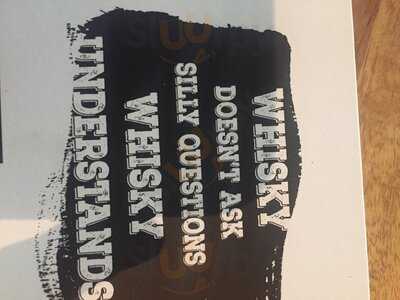 WHISKY
DOESN'T ASK
SILLY QUESTIONS
WHISKY
UNDERSTANDS